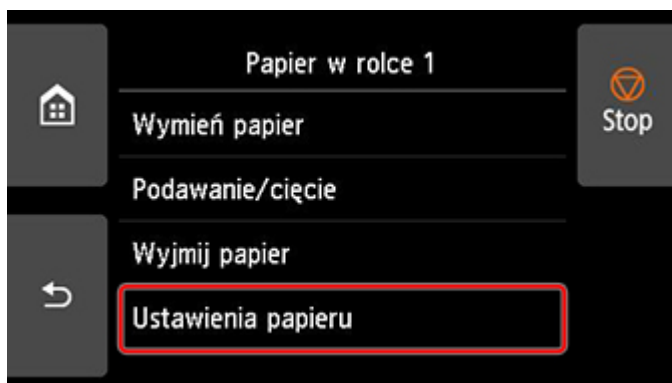 Papier w rolce 1
Stop
Wymień papier
Podawanie/cięcie
Wyjmij papier
Ustawienia papieru